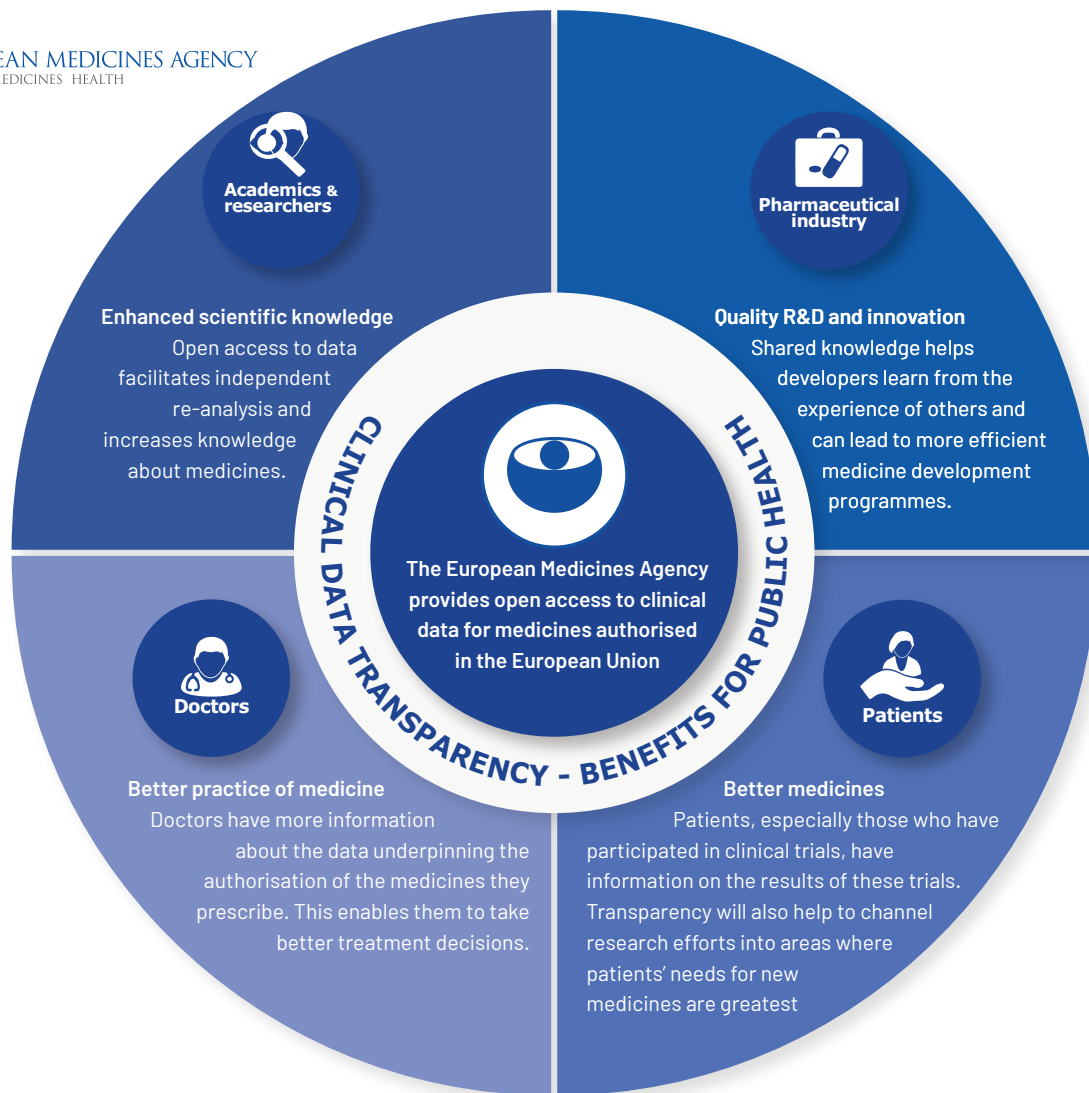 EAN MEDICINES AGENCY
MEDICINES HEALTH
Academics &
researchers
Enhanced scientific knowledge
Open access to data
facilitates independent
re-analysis and
increases knowledge
about medicines.
Pharmaceutical
industry
Quality R&D and innovation
Shared knowledge helps
developers learn from the
experience of others and
can lead to more efficient
medicine development
programmes.
CLINICAL DATA TRANSPARENCY - BENEFITS FOR PUBLIC HEALTH
The European Medicines Agency
provides open access to clinical
data for medicines authorised
in the European Union
Doctors
Better practice of medicine
Doctors have more information
about the data underpinning the
authorisation of the medicines they
prescribe. This enables them to take
better treatment decisions.
Patients
Better medicines
Patients, especially those who have
participated in clinical trials, have
information on the results of these trials.
Transparency will also help to channel
research efforts into areas where
patients' needs for new
medicines are greatest